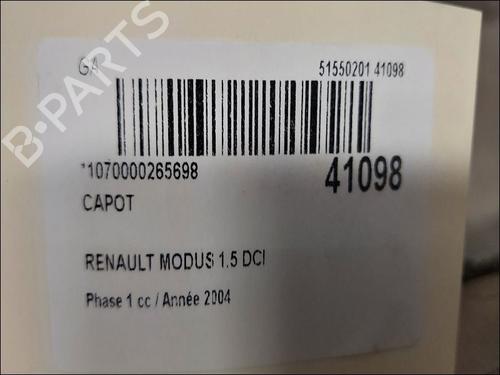 GA
51550201 41098
*1070000265698
41098
CAPOT
RENAULT MODUS 1.5 DCI
Phase 1 cc / Année 2004
B-PARTS